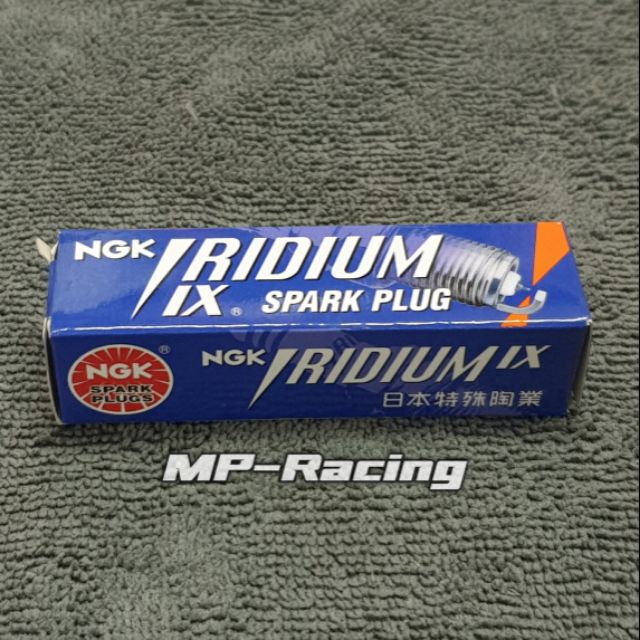 NGK IRIDIUM
IX® SPARK PLUG
NGK
SPARK
PLUGS
®
NGK IRIDIUM IX
日本特殊陶業
MP-Racing